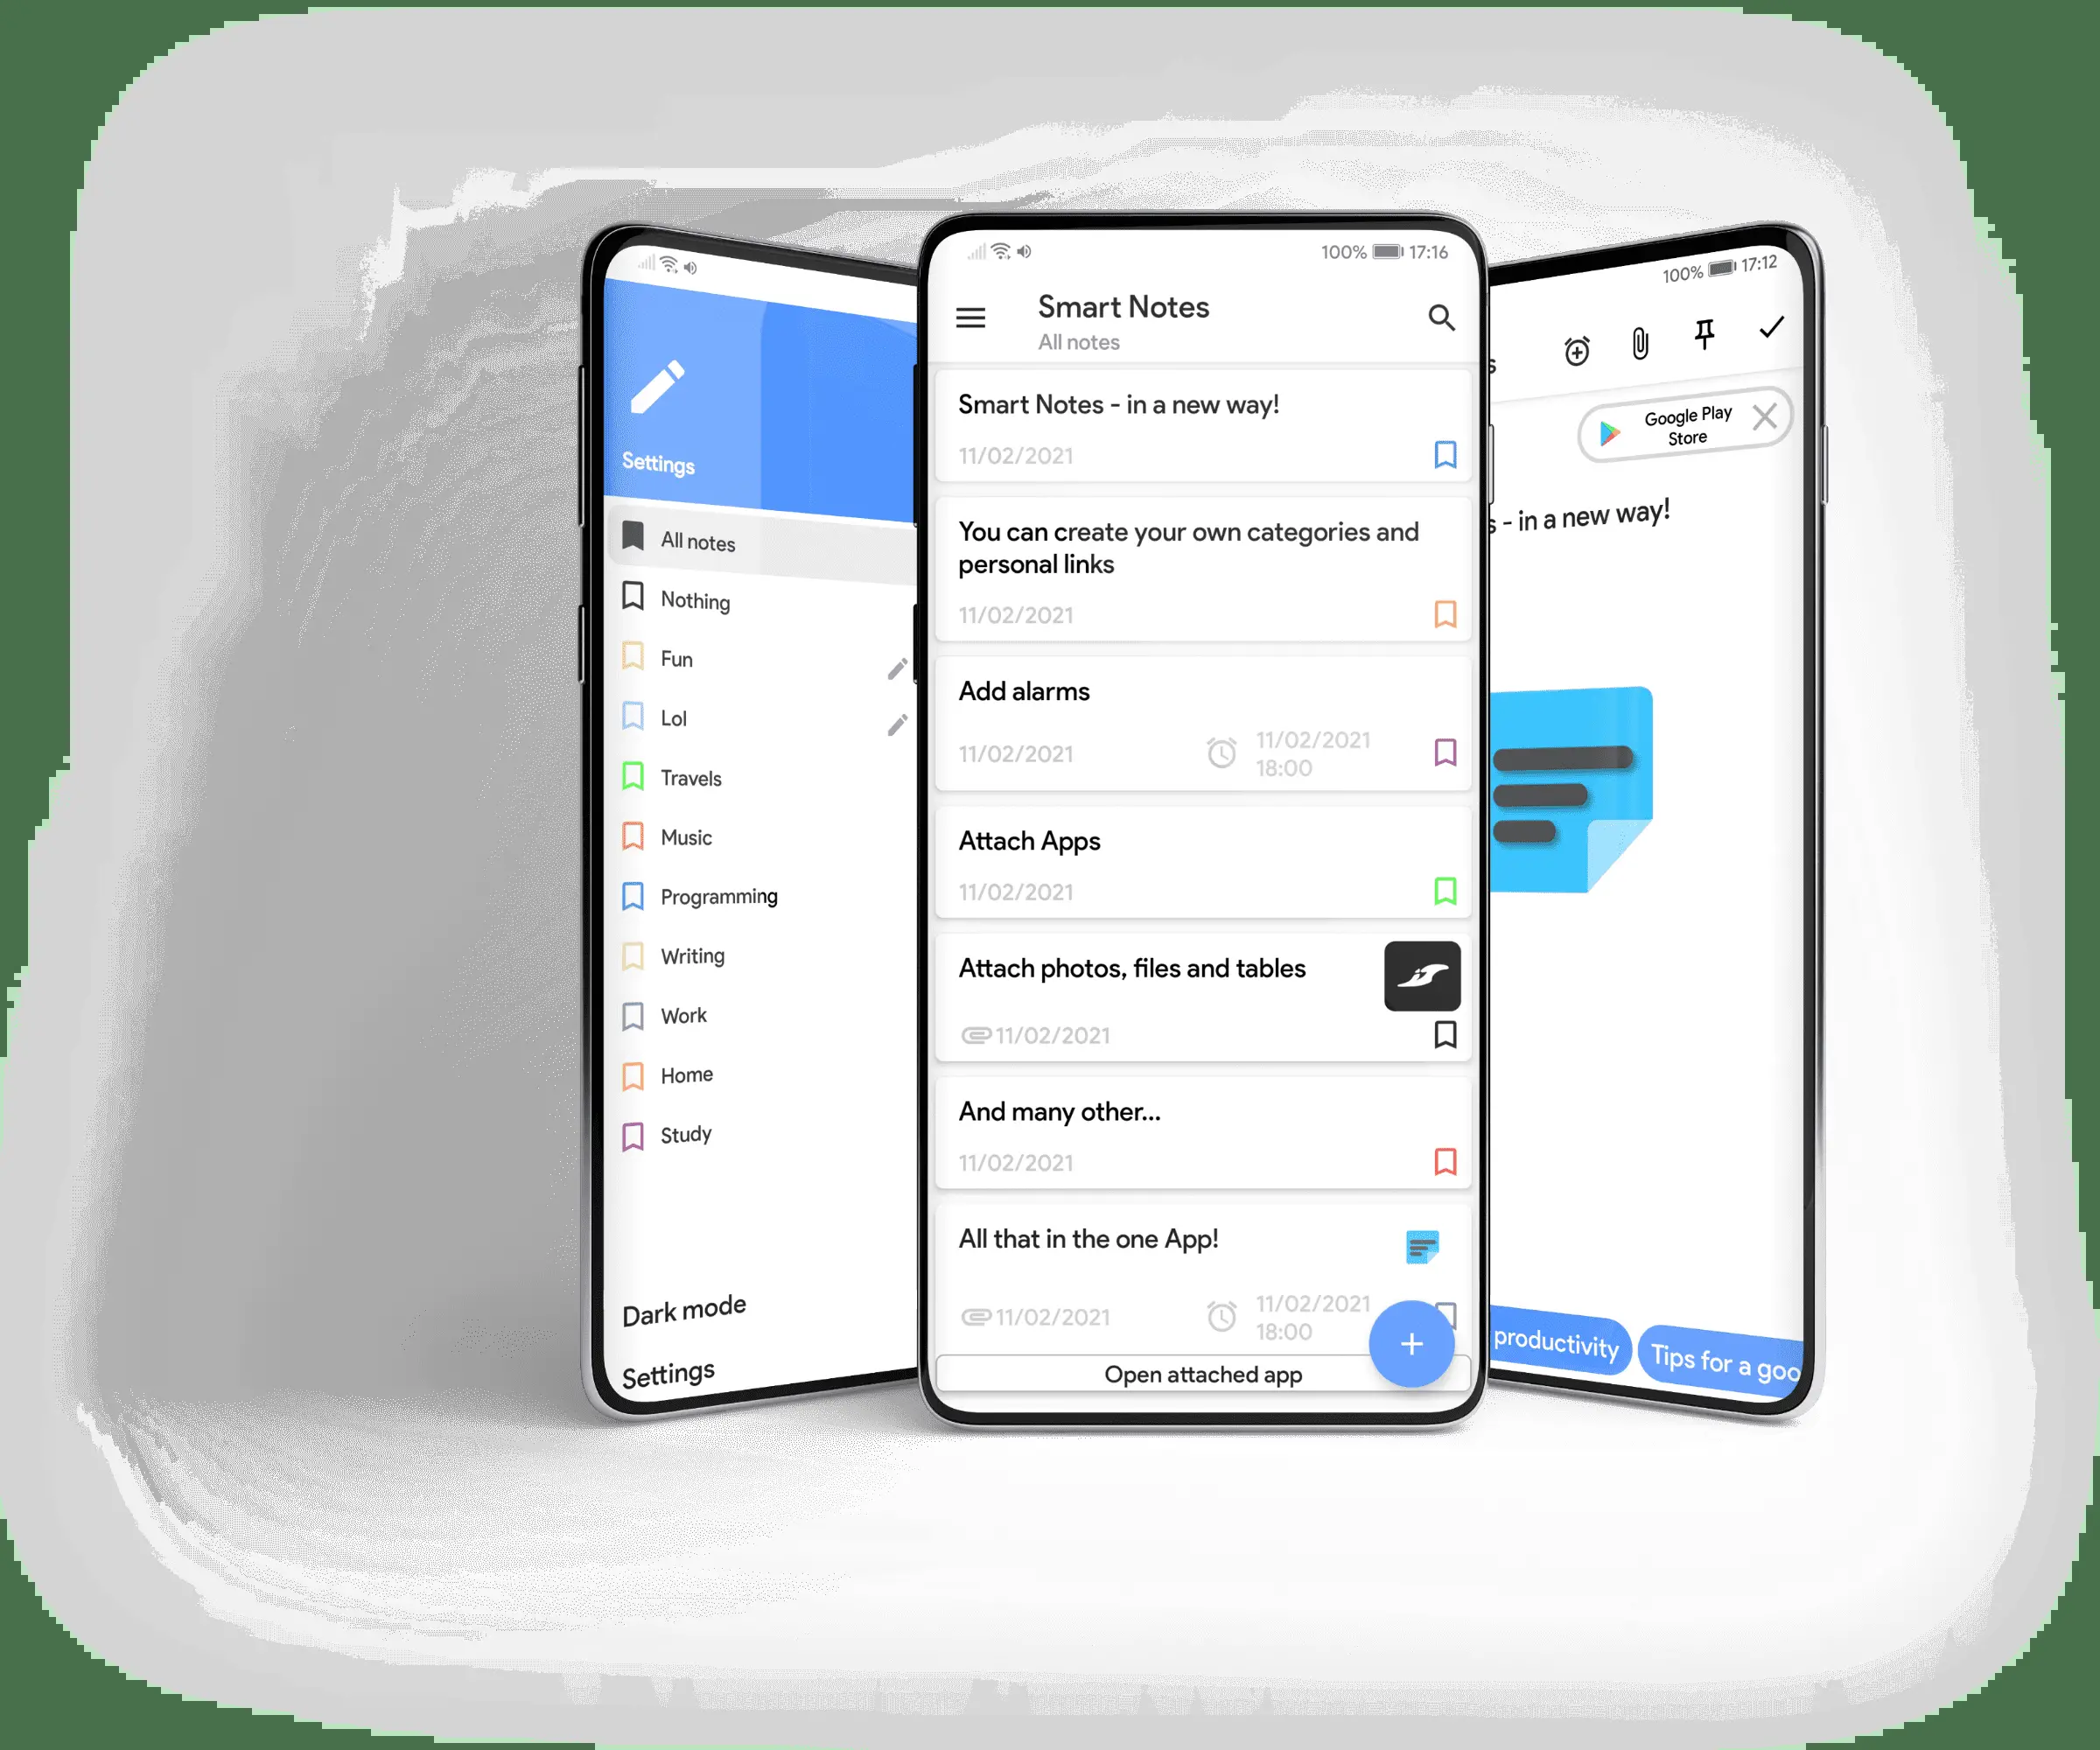 Settings
All notes
Nothing
Fun
Lol
Travels
Music
Programming
Writing
Work
Home
Study
Dark mode
Settings
100% 17:16
Smart Notes
All notes
Smart Notes - in a new way!
11/02/2021
You can create your own categories and
personal links
11/02/2021
Add alarms
11/02/2021
11/02/2021
18:00
Attach Apps
11/02/2021
Attach photos, files and tables
11/02/2021
And many other...
11/02/2021
All that in the one App!
11/02/2021
11/02/2021
18:00
Open attached app
100% 17:12
s
Google Play
Store
s - in a new way!
productivity
Tips for a goo